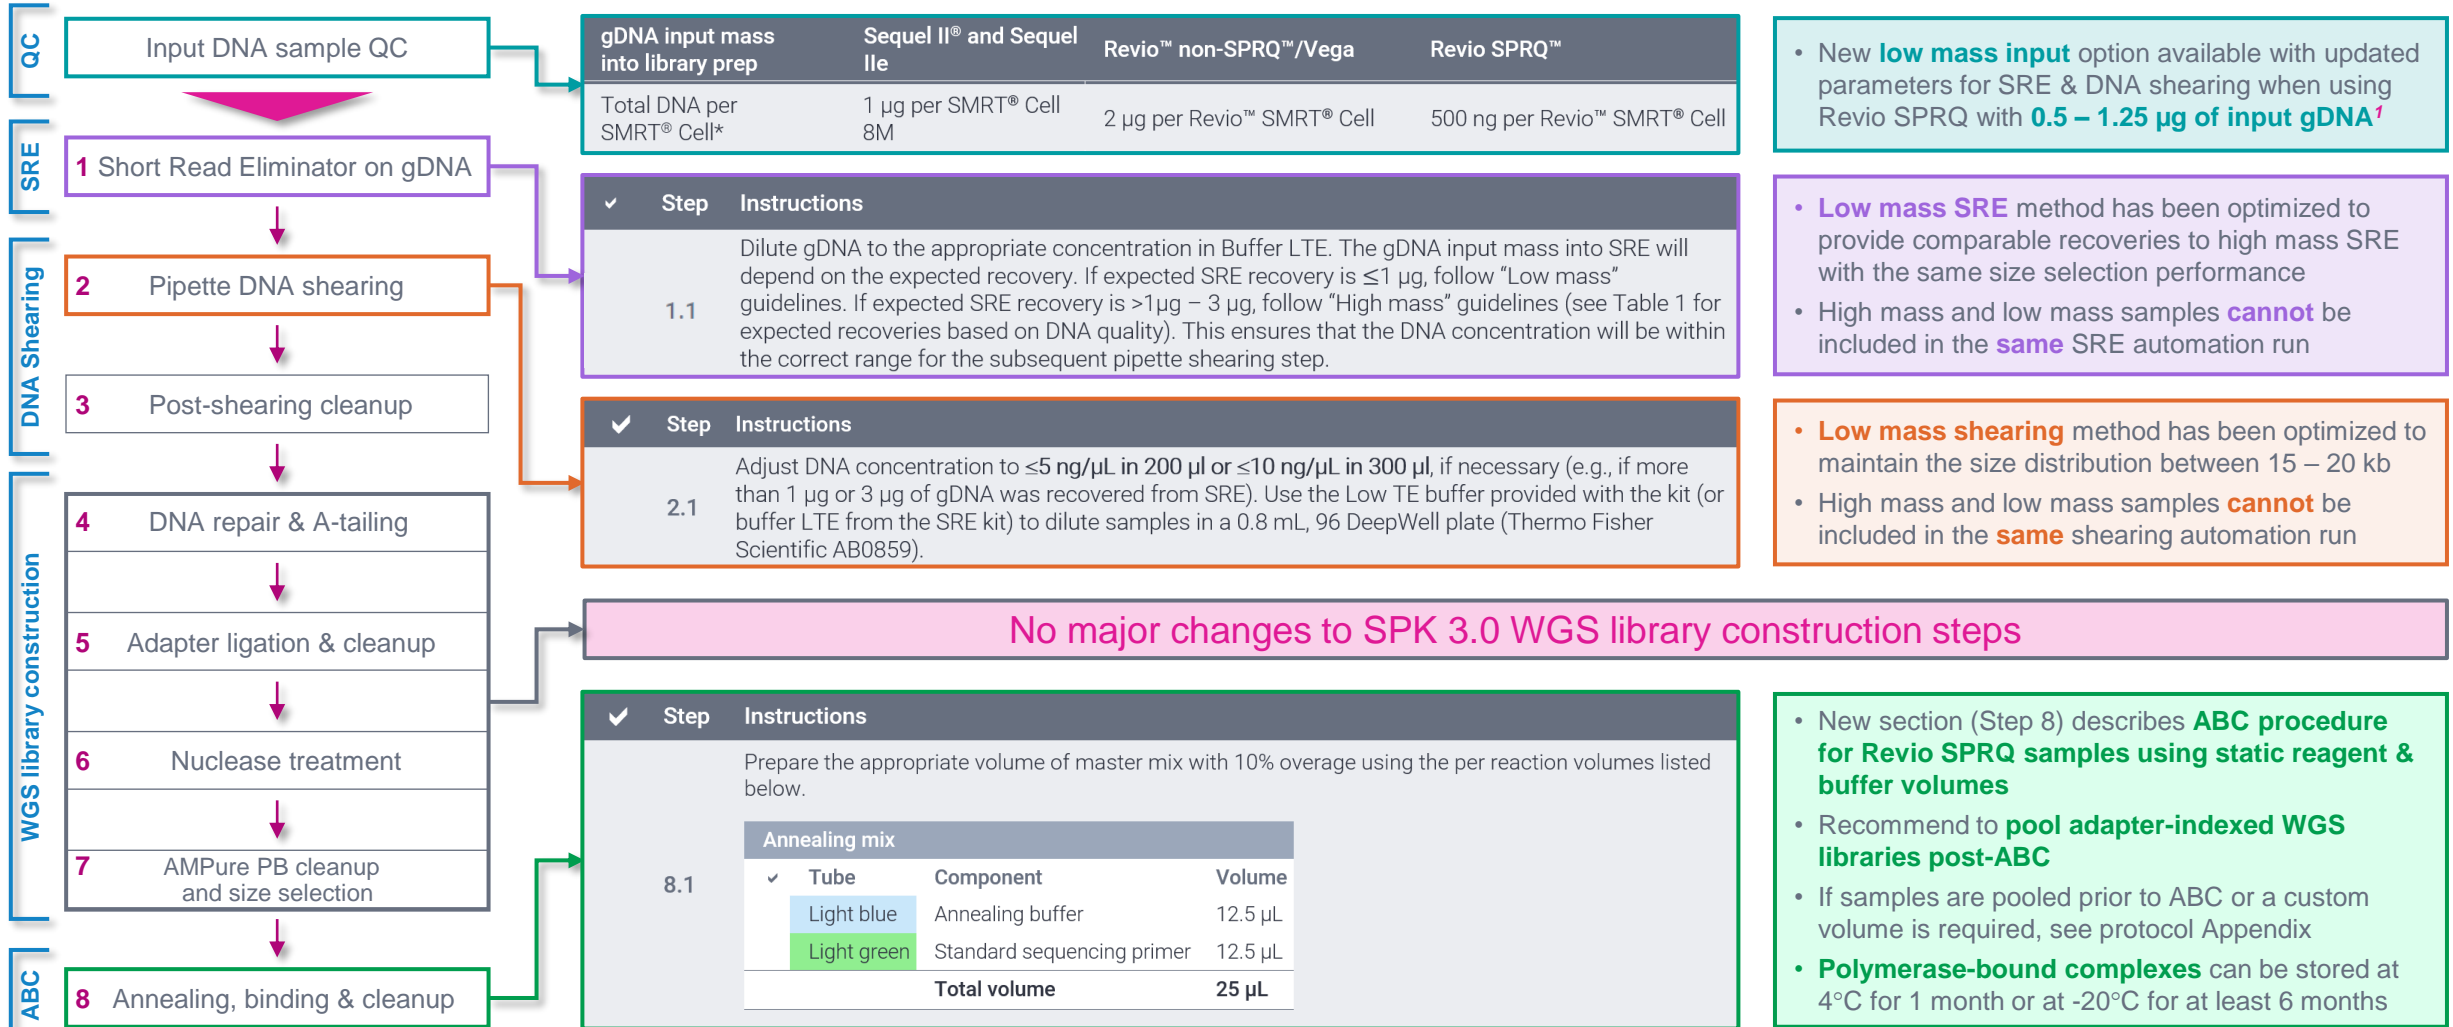 QC
Input DNA sample QC
SRE
1 Short Read Eliminator on gDNA
DNA Shearing
2 Pipette DNA shearing
3 Post-shearing cleanup
WGS library construction
4 DNA repair & A-tailing
5 Adapter ligation & cleanup
6 Nuclease treatment
7 AMPure PB cleanup
and size selection
ABC
8 Annealing, binding & cleanup
gDNA input mass
into library prep
Sequel II® and Sequel
IIe
Revio™ non-SPRQ™/Vega
Revio SPRQ™
Total DNA per
SMRT® Cell*
1 µg per SMRT® Cell
8M
2 µg per Revio™ SMRT® Cell
500 ng per Revio™ SMRT® Cell
• New low mass input option available with updated
parameters for SRE & DNA shearing when using
Revio SPRQ with 0.5 – 1.25 µg of input gDNA¹
✓ Step Instructions
1.1
Dilute gDNA to the appropriate concentration in Buffer LTE. The gDNA input mass into SRE will
depend on the expected recovery. If expected SRE recovery is ≤1 µg, follow “Low mass”
guidelines. If expected SRE recovery is >1µg – 3 µg, follow “High mass” guidelines (see Table 1 for
expected recoveries based on DNA quality). This ensures that the DNA concentration will be within
the correct range for the subsequent pipette shearing step.
• Low mass SRE method has been optimized to
provide comparable recoveries to high mass SRE
with the same size selection performance
• High mass and low mass samples cannot be
included in the same SRE automation run
✓ Step Instructions
2.1
Adjust DNA concentration to ≤5 ng/µL in 200 µl or ≤10 ng/µL in 300 µl, if necessary (e.g., if more
than 1 µg or 3 µg of gDNA was recovered from SRE). Use the Low TE buffer provided with the kit (or
buffer LTE from the SRE kit) to dilute samples in a 0.8 mL, 96 DeepWell plate (Thermo Fisher
Scientific AB0859).
• Low mass shearing method has been optimized to
maintain the size distribution between 15 – 20 kb
• High mass and low mass samples cannot be
included in the same shearing automation run
No major changes to SPK 3.0 WGS library construction steps
✓ Step Instructions
8.1
Prepare the appropriate volume of master mix with 10% overage using the per reaction volumes listed
below.
Annealing mix
✓ Tube Component Volume
Light blue Annealing buffer 12.5 µL
Light green Standard sequencing primer 12.5 µL
Total volume 25 µL
• New section (Step 8) describes ABC procedure
for Revio SPRQ samples using static reagent &
buffer volumes
• Recommend to pool adapter-indexed WGS
libraries post-ABC
• If samples are pooled prior to ABC or a custom
volume is required, see protocol Appendix
• Polymerase-bound complexes can be stored at
4°C for 1 month or at -20°C for at least 6 months